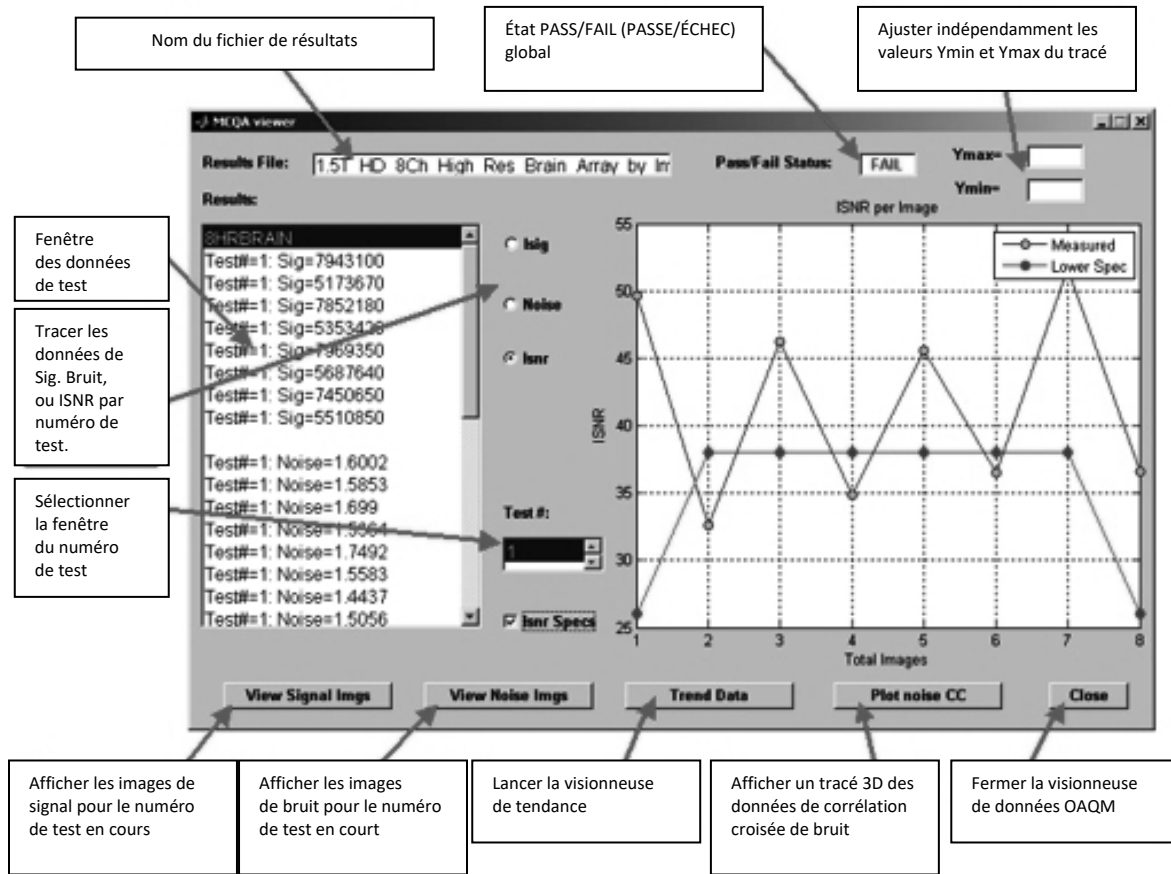 Nom du fichier de résultats
État PASS/FAIL (PASSE/ÉCHEC)
global
Ajuster indépendamment les
valeurs Ymin et Ymax du tracé
MCQA viewer
Results File:
1.5T HD 8Ch High Res Brain Array by Im
Pass/Fail Status:
FAIL
Ymax=
Ymin=
Results:
8HRBRAIN
Test#=1: Sig=7943100
Test#=1: Sig=5173670
Test#=1: Sig=7852180
Test#=1: Sig=5353420
Test#=1: Sig=7969350
Test#=1: Sig=5687640
Test#=1: Sig=7450650
Test#=1: Sig=5510850
Test#=1: Noise=1.6002
Test#=1: Noise=1.5853
Test#=1: Noise=1.699
Test#=1: Noise=1.5364
Test#=1: Noise=1.7492
Test#=1: Noise=1.5583
Test#=1: Noise=1.4437
Test#=1: Noise=1.5056
Isig
Noise
Isnr
Test #:
1
Isnr Specs
ISNR per Image
Measured
Lower Spec
55
50
45
40
35
30
25
ISNR
1 2 3 4 5 6 7 8
Total Images
View Signal Imgs
View Noise Imgs
Trend Data
Plot noise CC
Close
Fenêtre
des données
de test
Tracer les
données de
Sig. Bruit,
ou ISNR par
numéro de
test.
Sélectionner
la fenêtre
du numéro
de test
Afficher les images de
signal pour le numéro
de test en cours
Afficher les images
de bruit pour le numéro
de test en court
Lancer la visionneuse
de tendance
Afficher un tracé 3D des
données de corrélation
croisée de bruit
Fermer la visionneuse
de données OAQM